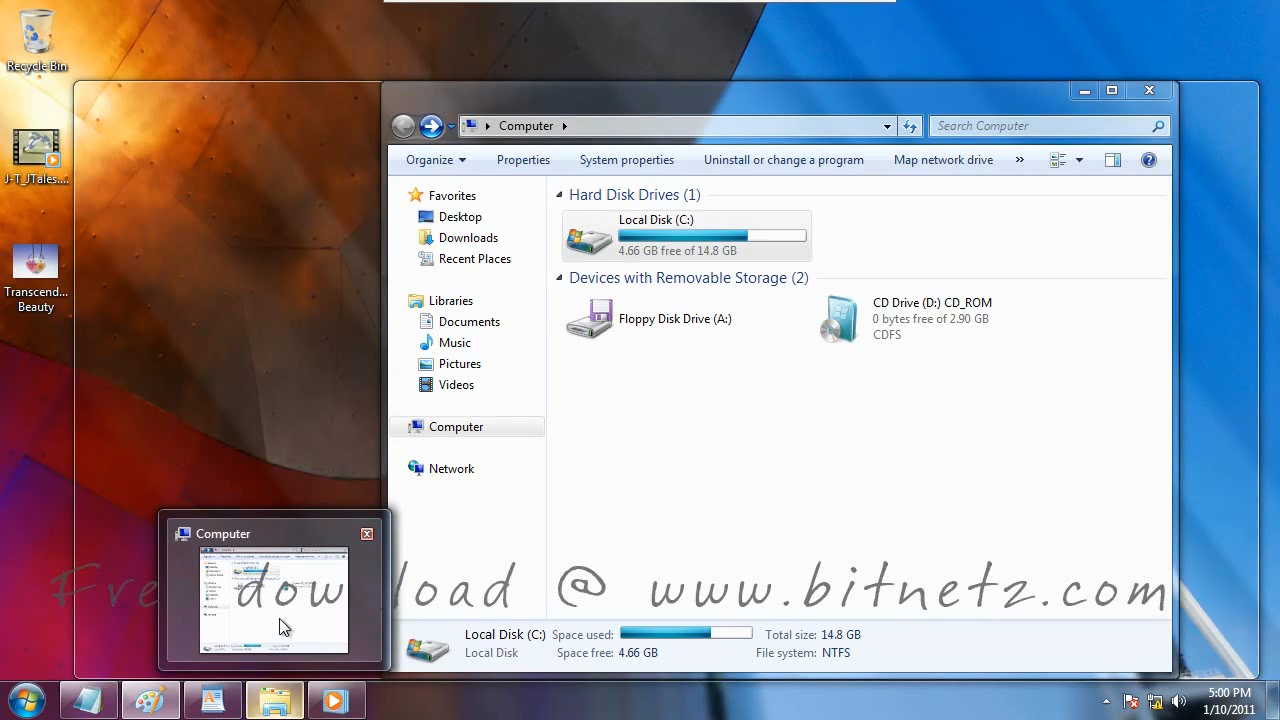 Recycle Bin
J-T_JTales....
Transcend...
Beauty
Computer
Search Computer
Organize
Properties
System properties
Uninstall or change a program
Map network drive
»
Favorites
Desktop
Downloads
Recent Places
Libraries
Documents
Music
Pictures
Videos
Computer
Network
Hard Disk Drives (1)
Local Disk (C:)
4.66 GB free of 14.8 GB
Devices with Removable Storage (2)
Floppy Disk Drive (A:)
CD Drive (D:) CD_ROM
0 bytes free of 2.90 GB
CDFS
Computer
Free download @ www.bitnetz.com
Local Disk (C:) Space used: Total size: 14.8 GB
Local Disk Space free: 4.66 GB File system: NTFS
5:00 PM
1/10/2011